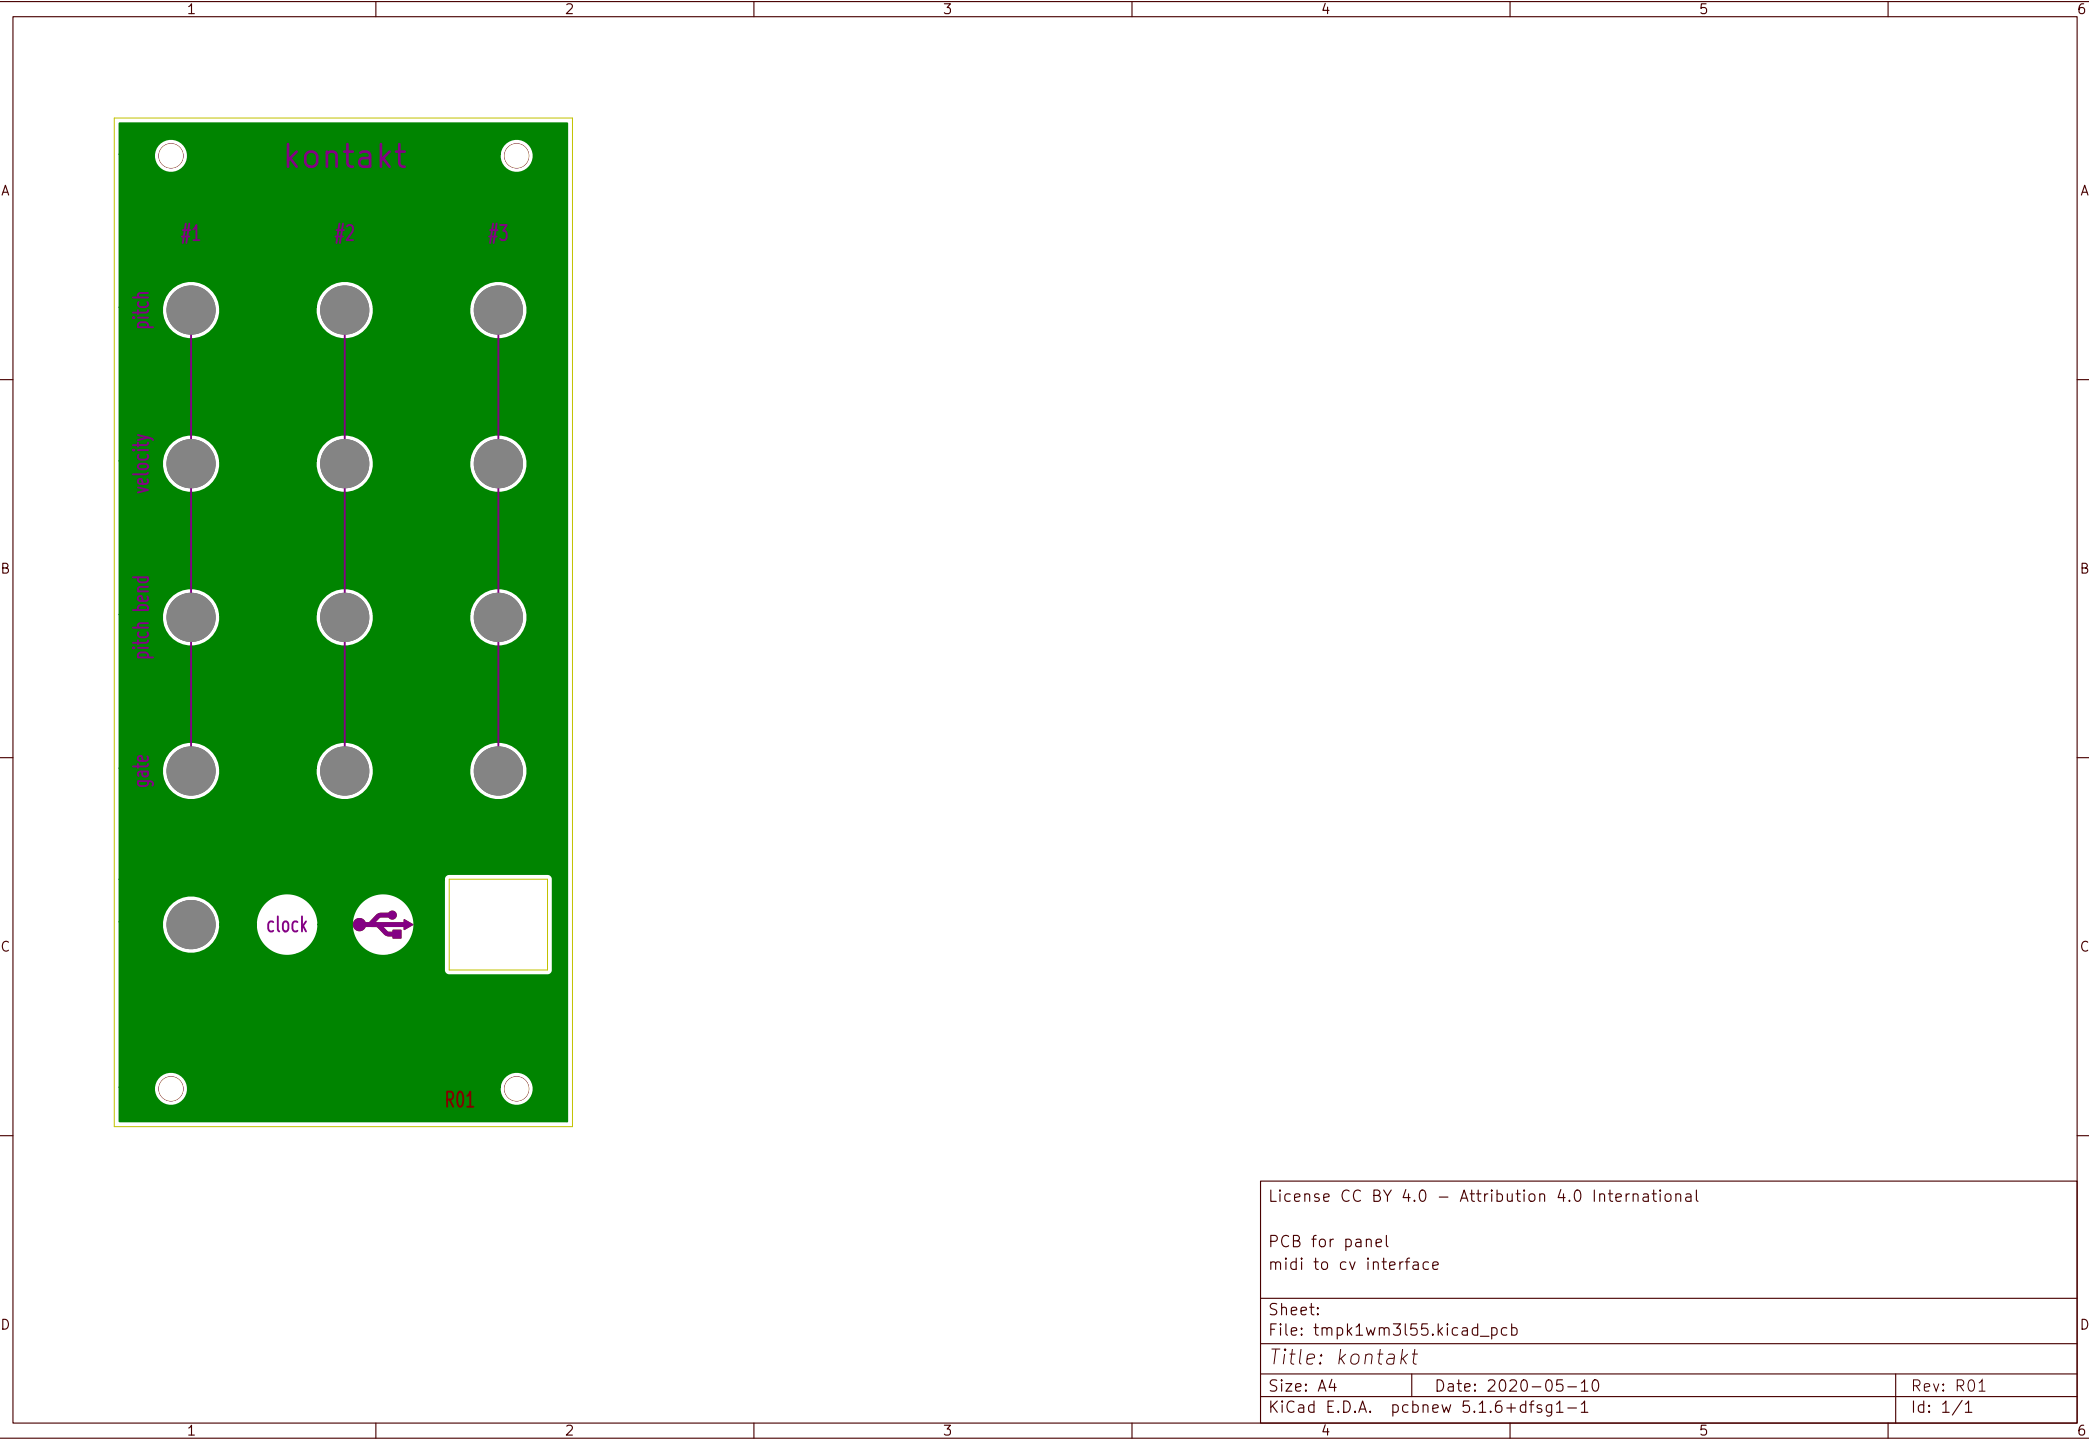 1 2 3 4 5 6
A A
B B
C C
D D
kontakt
#1 #2 #3
pitch
velocity
pitch bend
gate
clock
R01
License CC BY 4.0 – Attribution 4.0 International
PCB for panel
midi to cv interface
Sheet:
File: tmpk1wm3l55.kicad_pcb
Title: kontakt
Size: A4 Date: 2020-05-10 Rev: R01
KiCad E.D.A. pcbnew 5.1.6+dfsg1-1 Id: 1/1
1 2 3 4 5 6